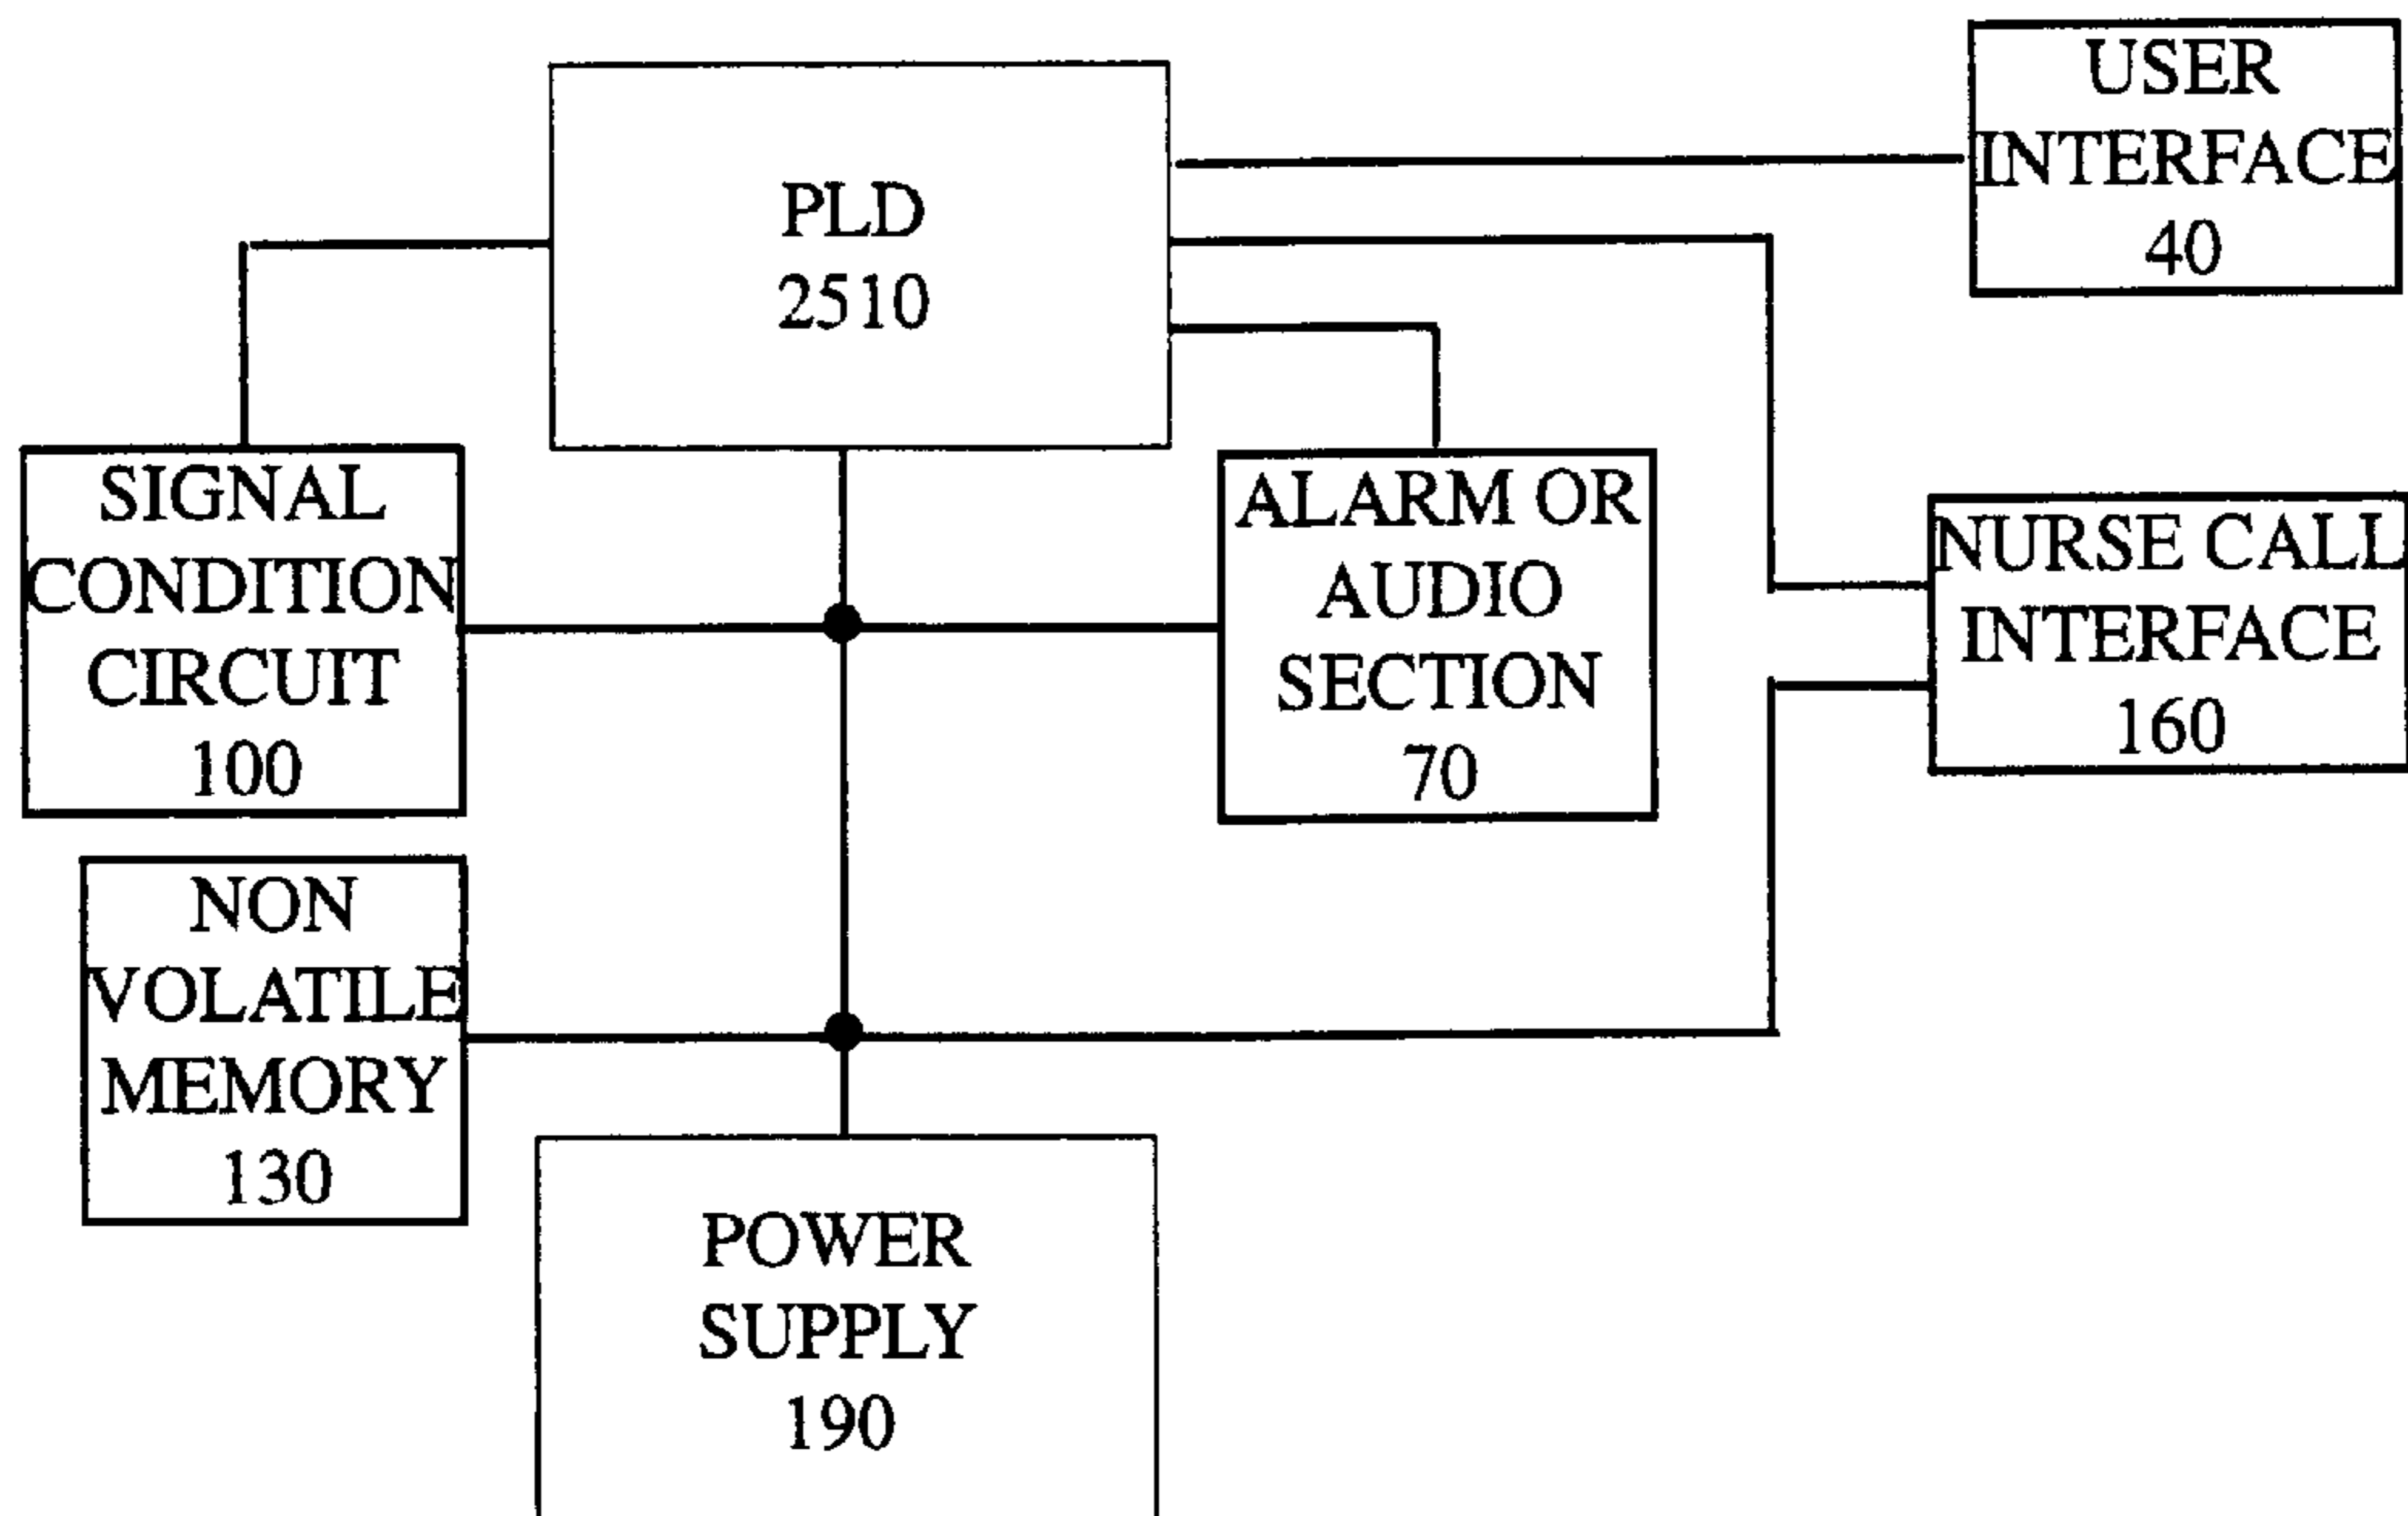 PLD
2510
USER
INTERFACE
40
SIGNAL
CONDITION
CIRCUIT
100
ALARM OR
AUDIO
SECTION
70
NURSE CALL
INTERFACE
160
NON
VOLATILE
MEMORY
130
POWER
SUPPLY
190